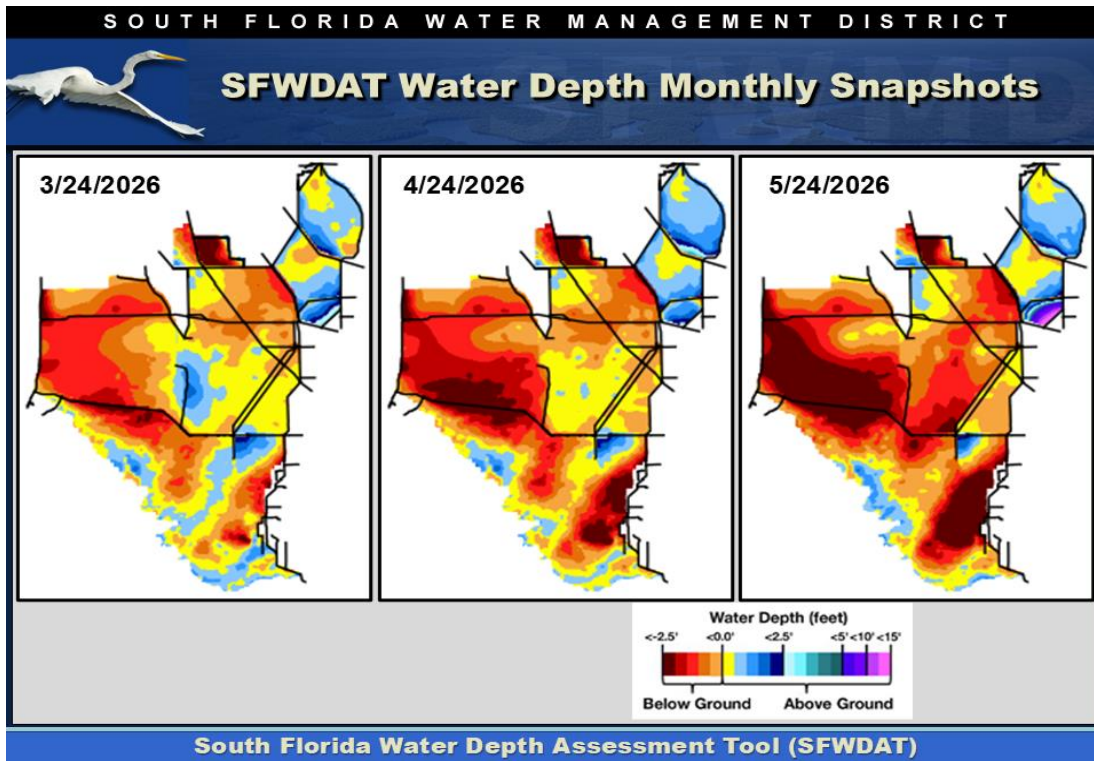 SOUTH FLORIDA WATER MANAGEMENT DISTRICT
SFWDAT Water Depth Monthly Snapshots
3/24/2026
4/24/2026
5/24/2026
Water Depth (feet)
<-2.5' <0.0' <2.5' <5' <10' <15'
Below Ground Above Ground
South Florida Water Depth Assessment Tool (SFWDAT)